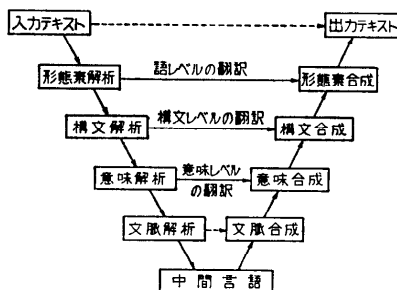 入力テキスト
出力テキスト
形態素解析
語レベルの翻訳
形態素合成
構文解析
構文レベルの翻訳
構文合成
意味解析
意味レベル
の翻訳
意味合成
文脈解析
文脈合成
中間言語